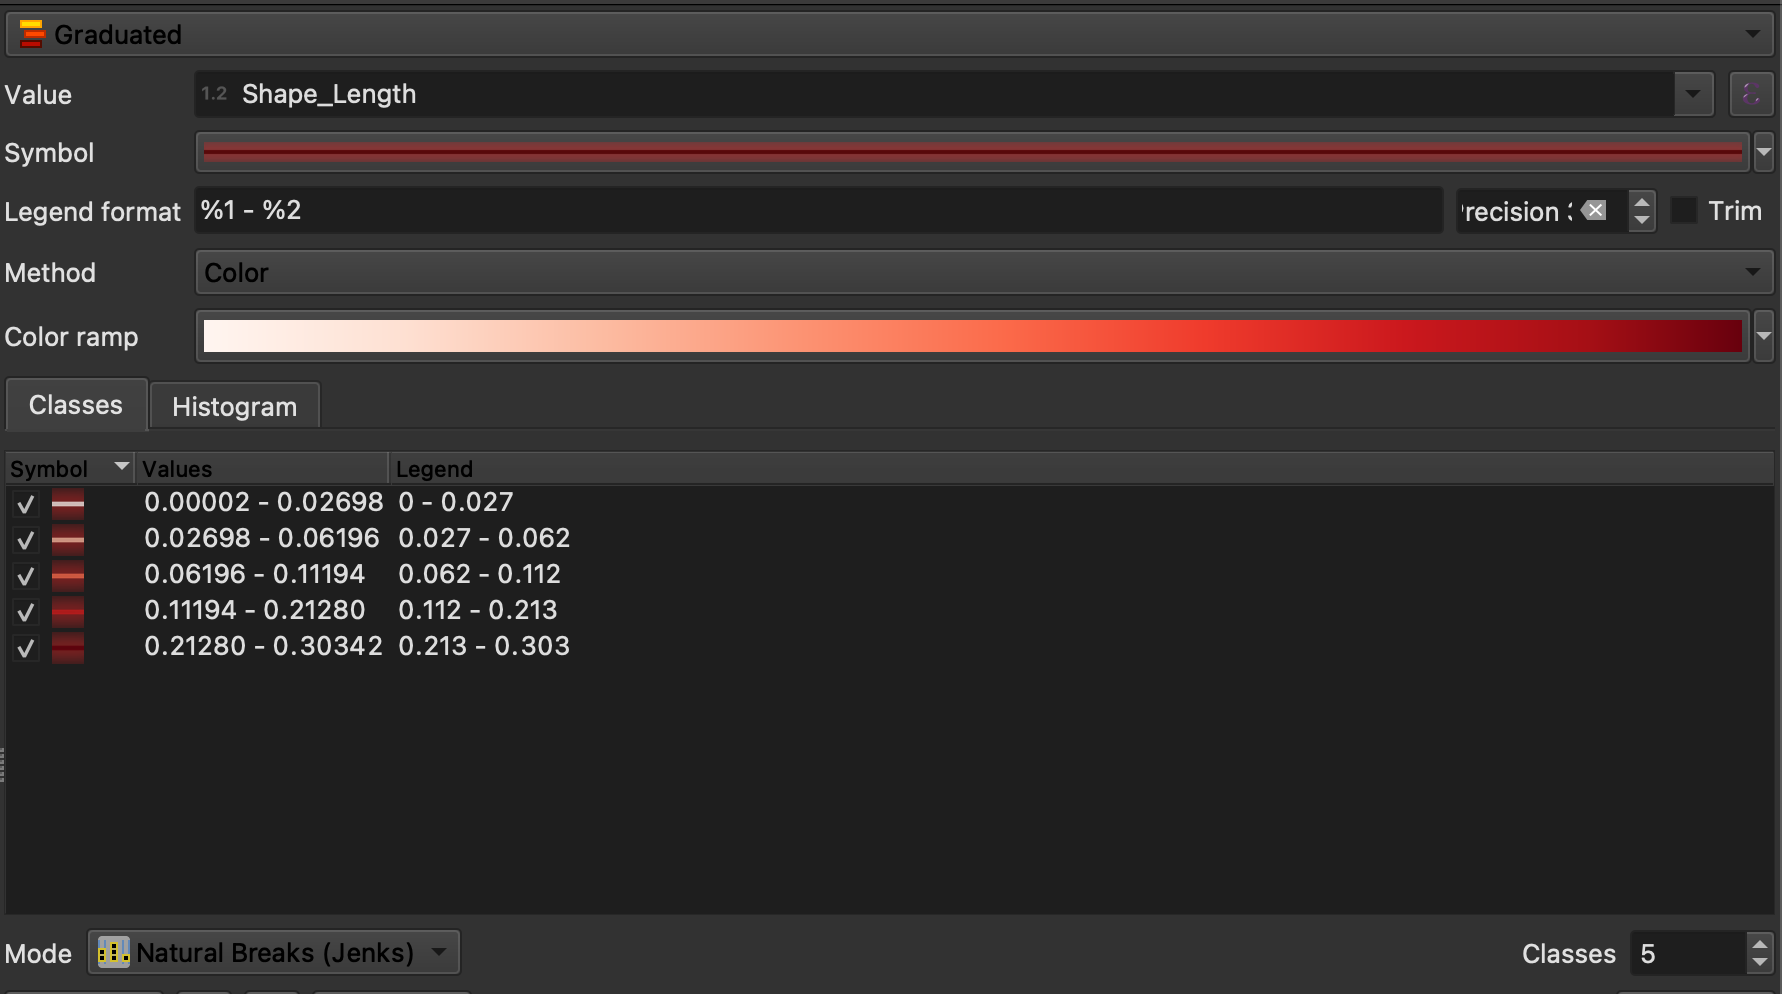 Graduated
Value 1.2 Shape_Length
Symbol
Legend format %1 - %2 recision Trim
Method Color
Color ramp
Classes Histogram
Symbol Values Legend
0.00002 - 0.02698 0 - 0.027
0.02698 - 0.06196 0.027 - 0.062
0.06196 - 0.11194 0.062 - 0.112
0.11194 - 0.21280 0.112 - 0.213
0.21280 - 0.30342 0.213 - 0.303
Mode Natural Breaks (Jenks) Classes 5